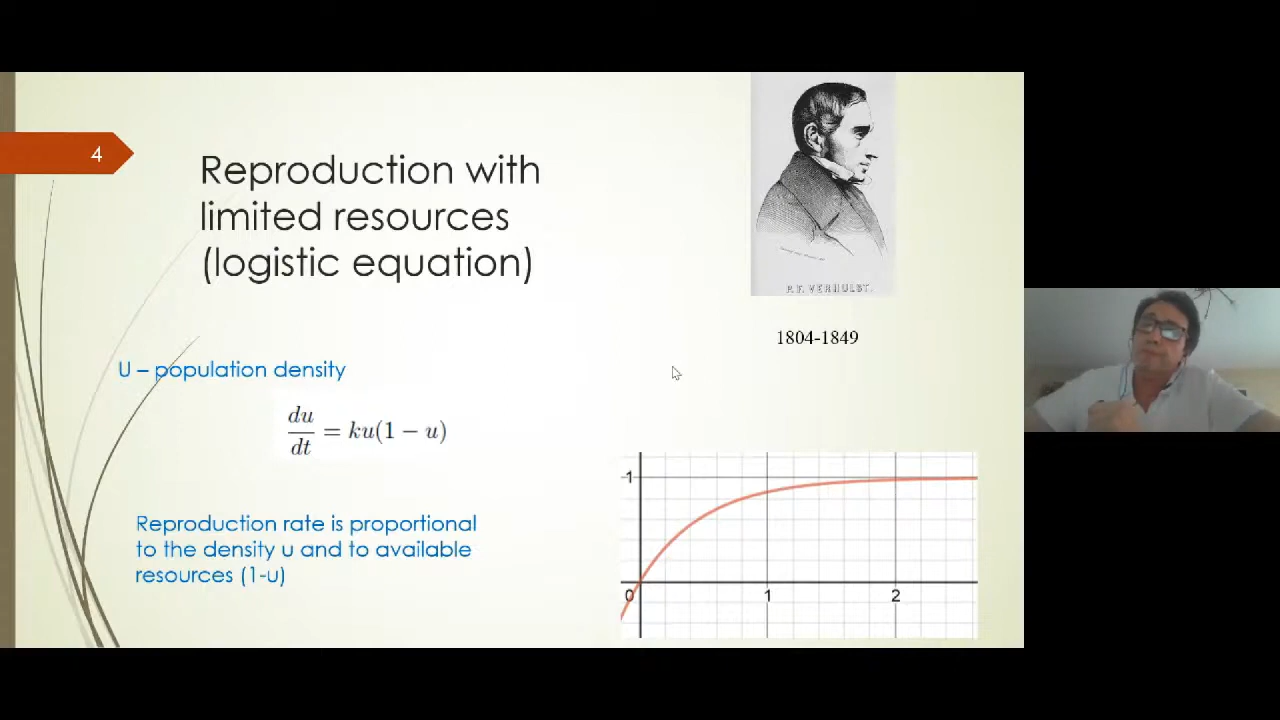 4
Reproduction with
limited resources
(logistic equation)
P. F. VERHULST.
1804-1849
U – population density
du/dt = ku(1 − u)
Reproduction rate is proportional
to the density u and to available
resources (1-u)
1
0
1
2